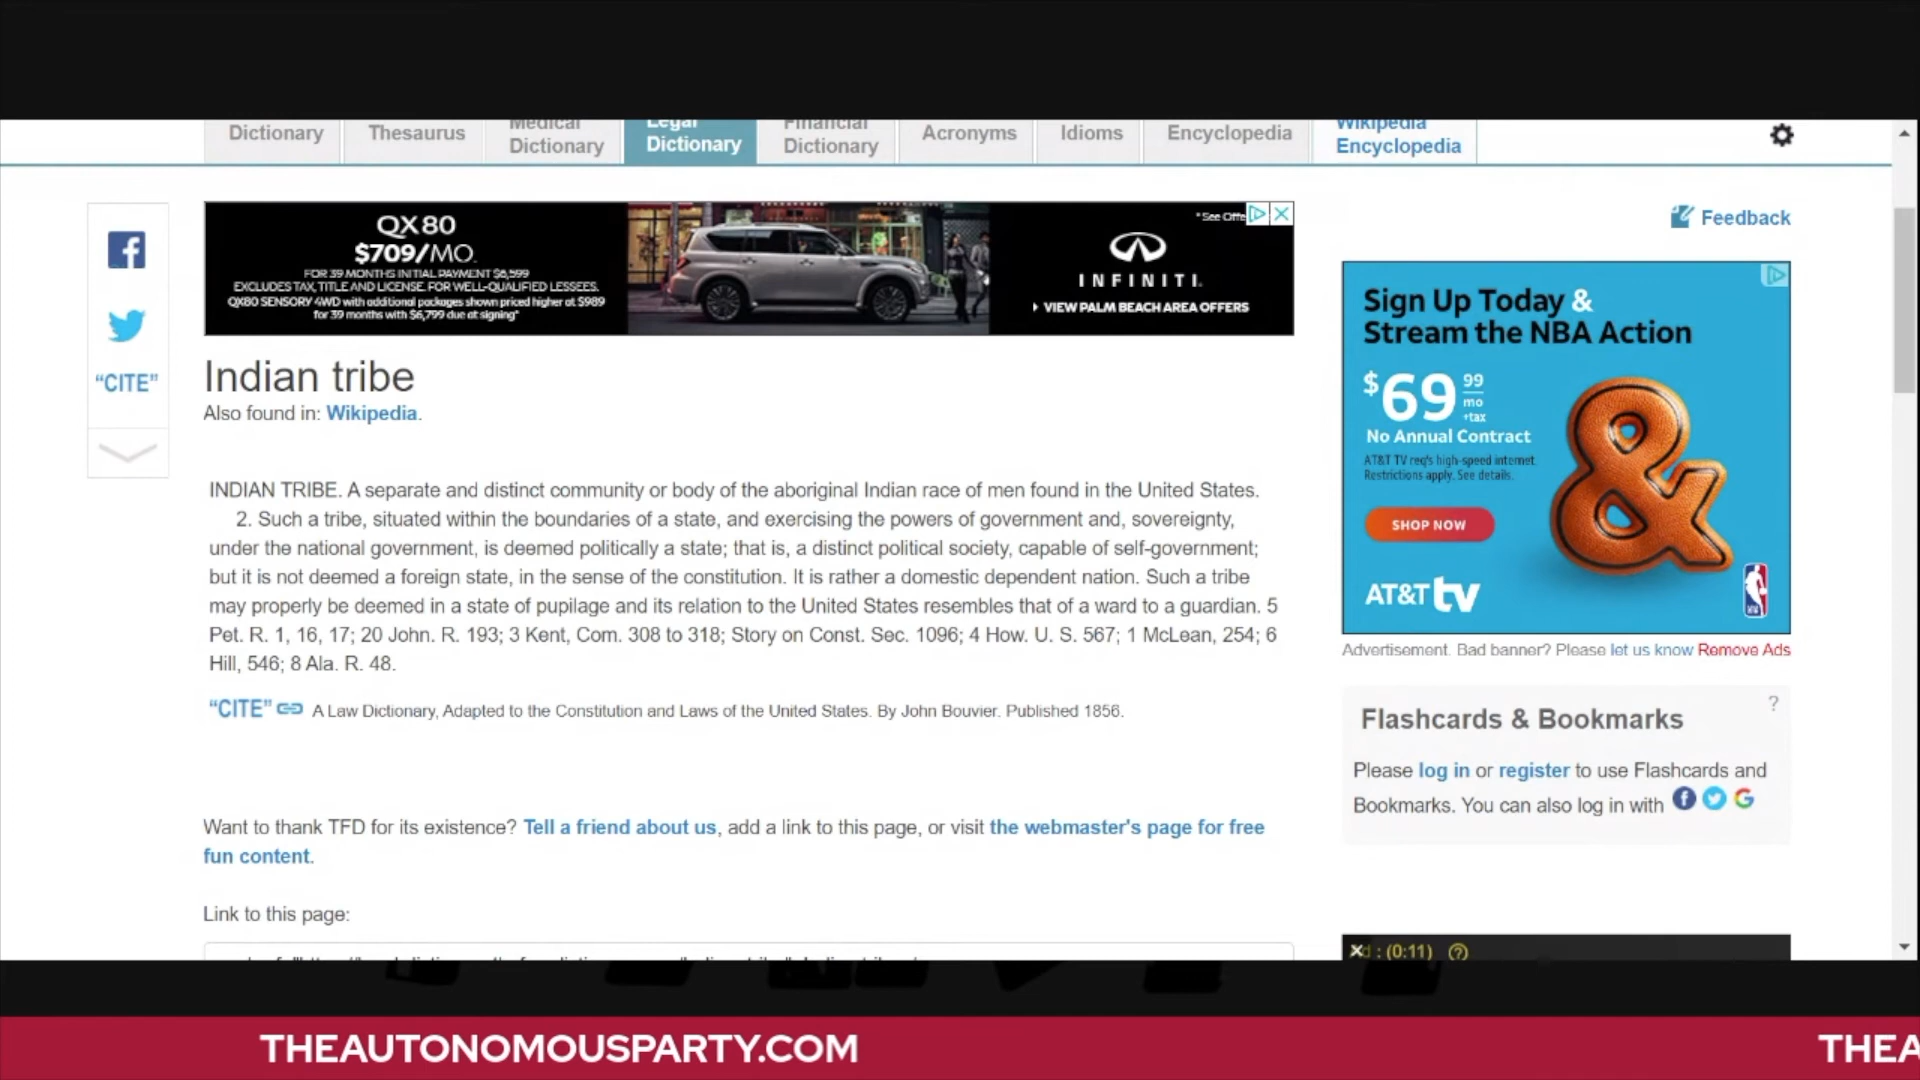 Dictionary
Thesaurus
Medical
Dictionary
Legal
Dictionary
Financial
Dictionary
Acronyms
Idioms
Encyclopedia
Wikipedia
Encyclopedia
QX80
$709/MO.
FOR 39 MONTHS INITIAL PAYMENT $6,599
EXCLUDES TAX, TITLE AND LICENSE. FOR WELL-QUALIFIED LESSEES.
QX80 SENSORY 4WD with additional packages shown priced higher at $989
for 39 months with $6,799 due at signing*
*See Offe
INFINITI.
VIEW PALM BEACH AREA OFFERS
Feedback
"CITE"
Indian tribe
Also found in: Wikipedia.
INDIAN TRIBE. A separate and distinct community or body of the aboriginal Indian race of men found in the United States.
2. Such a tribe, situated within the boundaries of a state, and exercising the powers of government and, sovereignty,
under the national government, is deemed politically a state; that is, a distinct political society, capable of self-government;
but it is not deemed a foreign state, in the sense of the constitution. It is rather a domestic dependent nation. Such a tribe
may properly be deemed in a state of pupilage and its relation to the United States resembles that of a ward to a guardian. 5
Pet. R. 1, 16, 17; 20 John. R. 193; 3 Kent, Com. 308 to 318; Story on Const. Sec. 1096; 4 How. U. S. 567; 1 McLean, 254; 6
Hill, 546; 8 Ala. R. 48.
"CITE" A Law Dictionary, Adapted to the Constitution and Laws of the United States. By John Bouvier. Published 1856.
Want to thank TFD for its existence? Tell a friend about us, add a link to this page, or visit the webmaster's page for free
fun content.
Link to this page:
Sign Up Today &
Stream the NBA Action
$69 99
mo
+tax
No Annual Contract
AT&T TV req's high-speed internet.
Restrictions apply. See details.
SHOP NOW
&
AT&T tv
Advertisement. Bad banner? Please let us know Remove Ads
Flashcards & Bookmarks ?
Please log in or register to use Flashcards and
Bookmarks. You can also log in with
: (0:11) ?
THEAUTONOMOUSPARTY.COM
THEA